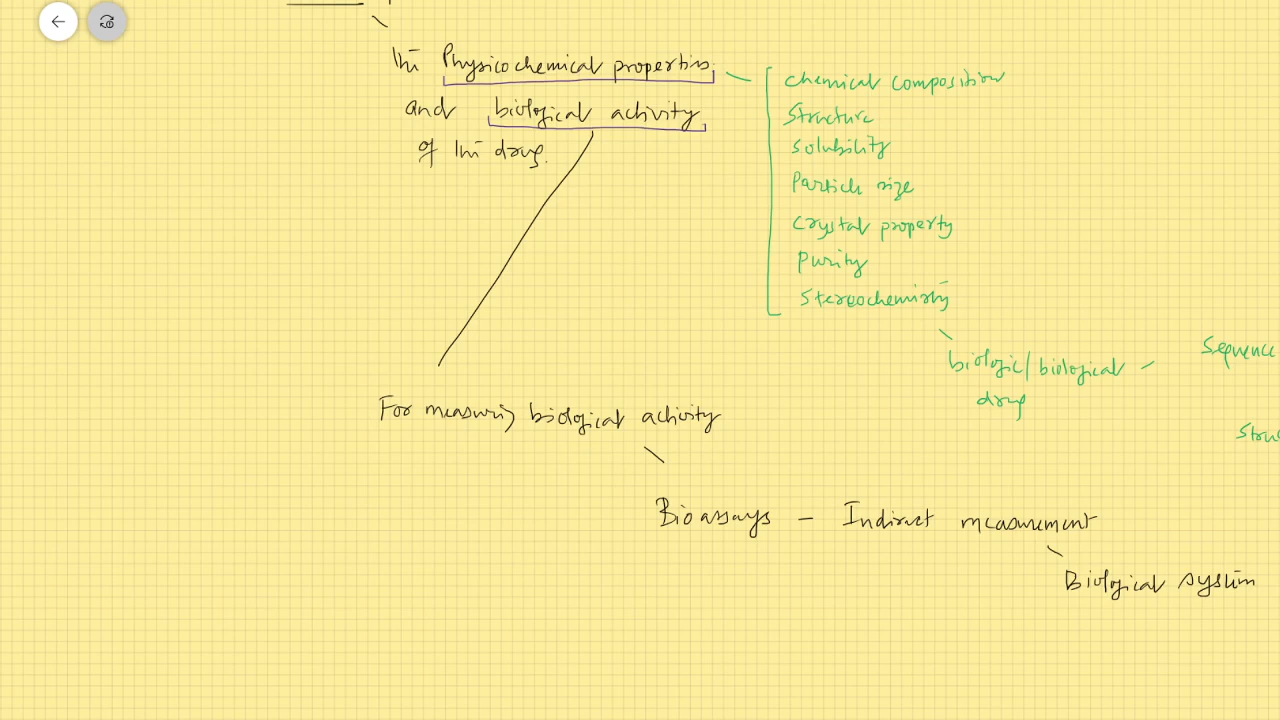 The Physicochemical properties.
and biological activity
of the drug.
Chemical composition
Structure
Solubility
Particle size
Crystal property
Purity
Stereochemistry
biologic/biological
drug
Sequence
For measuring biological activity
Bioassays - Indirect measurement
Biological system